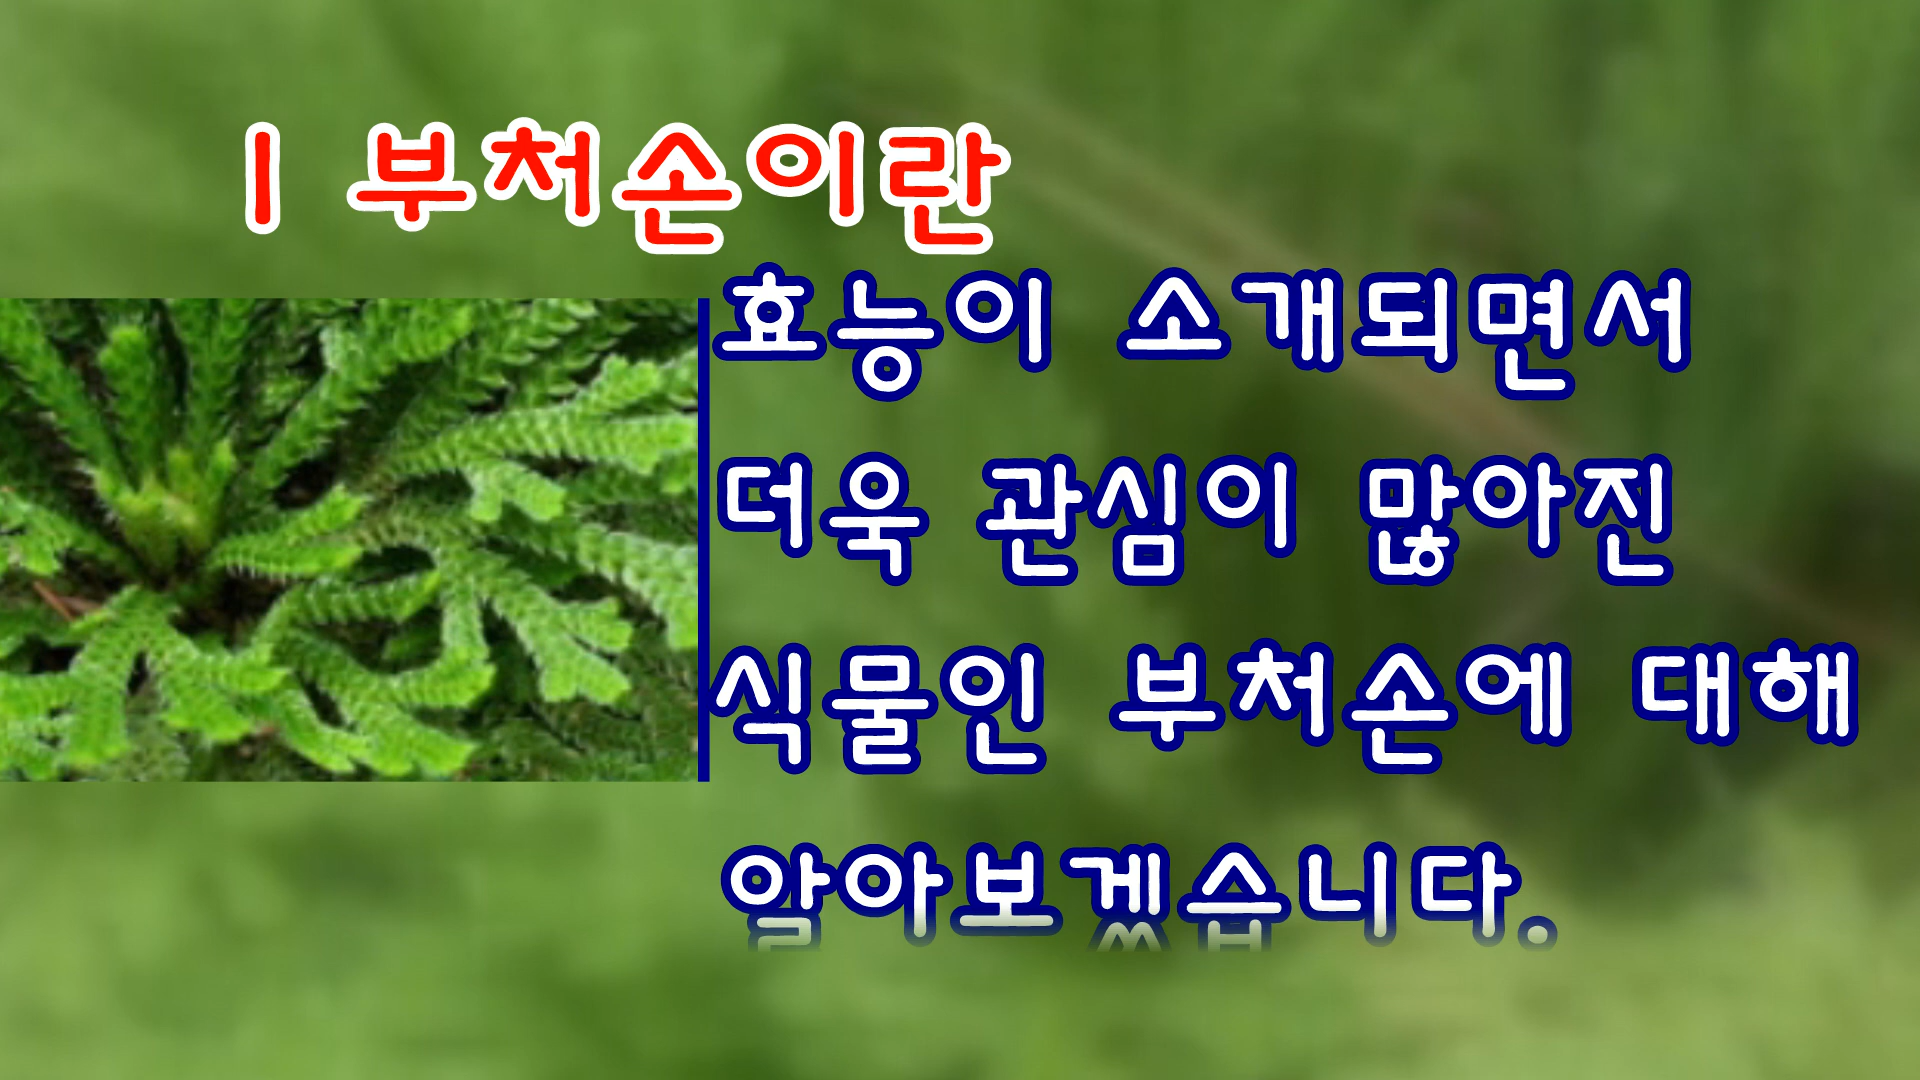 | 부처손이란
효능이 소개되면서
더욱 관심이 많아진
식물인 부처손에 대해
알아보겠습니다.